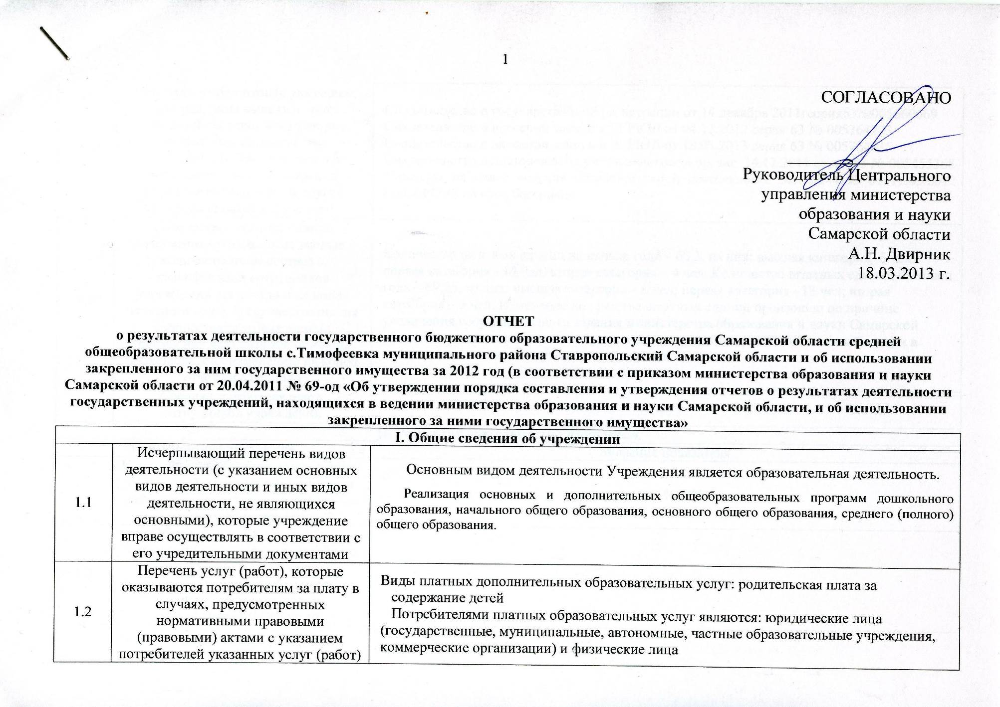 1
СОГЛАСОВАНО
Руководитель Центрального
управления министерства
образования и науки
Самарской области
А.Н. Двирник
18.03.2013 г.
ОТЧЕТ
о результатах деятельности государственного бюджетного образовательного учреждения Самарской области средней
общеобразовательной школы с.Тимофеевка муниципального района Ставропольский Самарской области и об использовании
закрепленного за ним государственного имущества за 2012 год (в соответствии с приказом министерства образования и науки
Самарской области от 20.04.2011 № 69-од «Об утверждении порядка составления и утверждения отчетов о результатах деятельности
государственных учреждений, находящихся в ведении министерства образования и науки Самарской области, и об использовании
закрепленного за ними государственного имущества»
I. Общие сведения об учреждении
1.1
Исчерпывающий перечень видов
деятельности (с указанием основных
видов деятельности и иных видов
деятельности, не являющихся
основными), которые учреждение
вправе осуществлять в соответствии с
его учредительными документами
Основным видом деятельности Учреждения является образовательная деятельность.
Реализация основных и дополнительных общеобразовательных программ дошкольного
образования, начального общего образования, основного общего образования, среднего (полного)
общего образования.
1.2
Перечень услуг (работ), которые
оказываются потребителям за плату в
случаях, предусмотренных
нормативными правовыми
(правовыми) актами с указанием
потребителей указанных услуг (работ)
Виды платных дополнительных образовательных услуг: родительская плата за
содержание детей
Потребителями платных образовательных услуг являются: юридические лица
(государственные, муниципальные, автономные, частные образовательные учреждения,
коммерческие организации) и физические лица